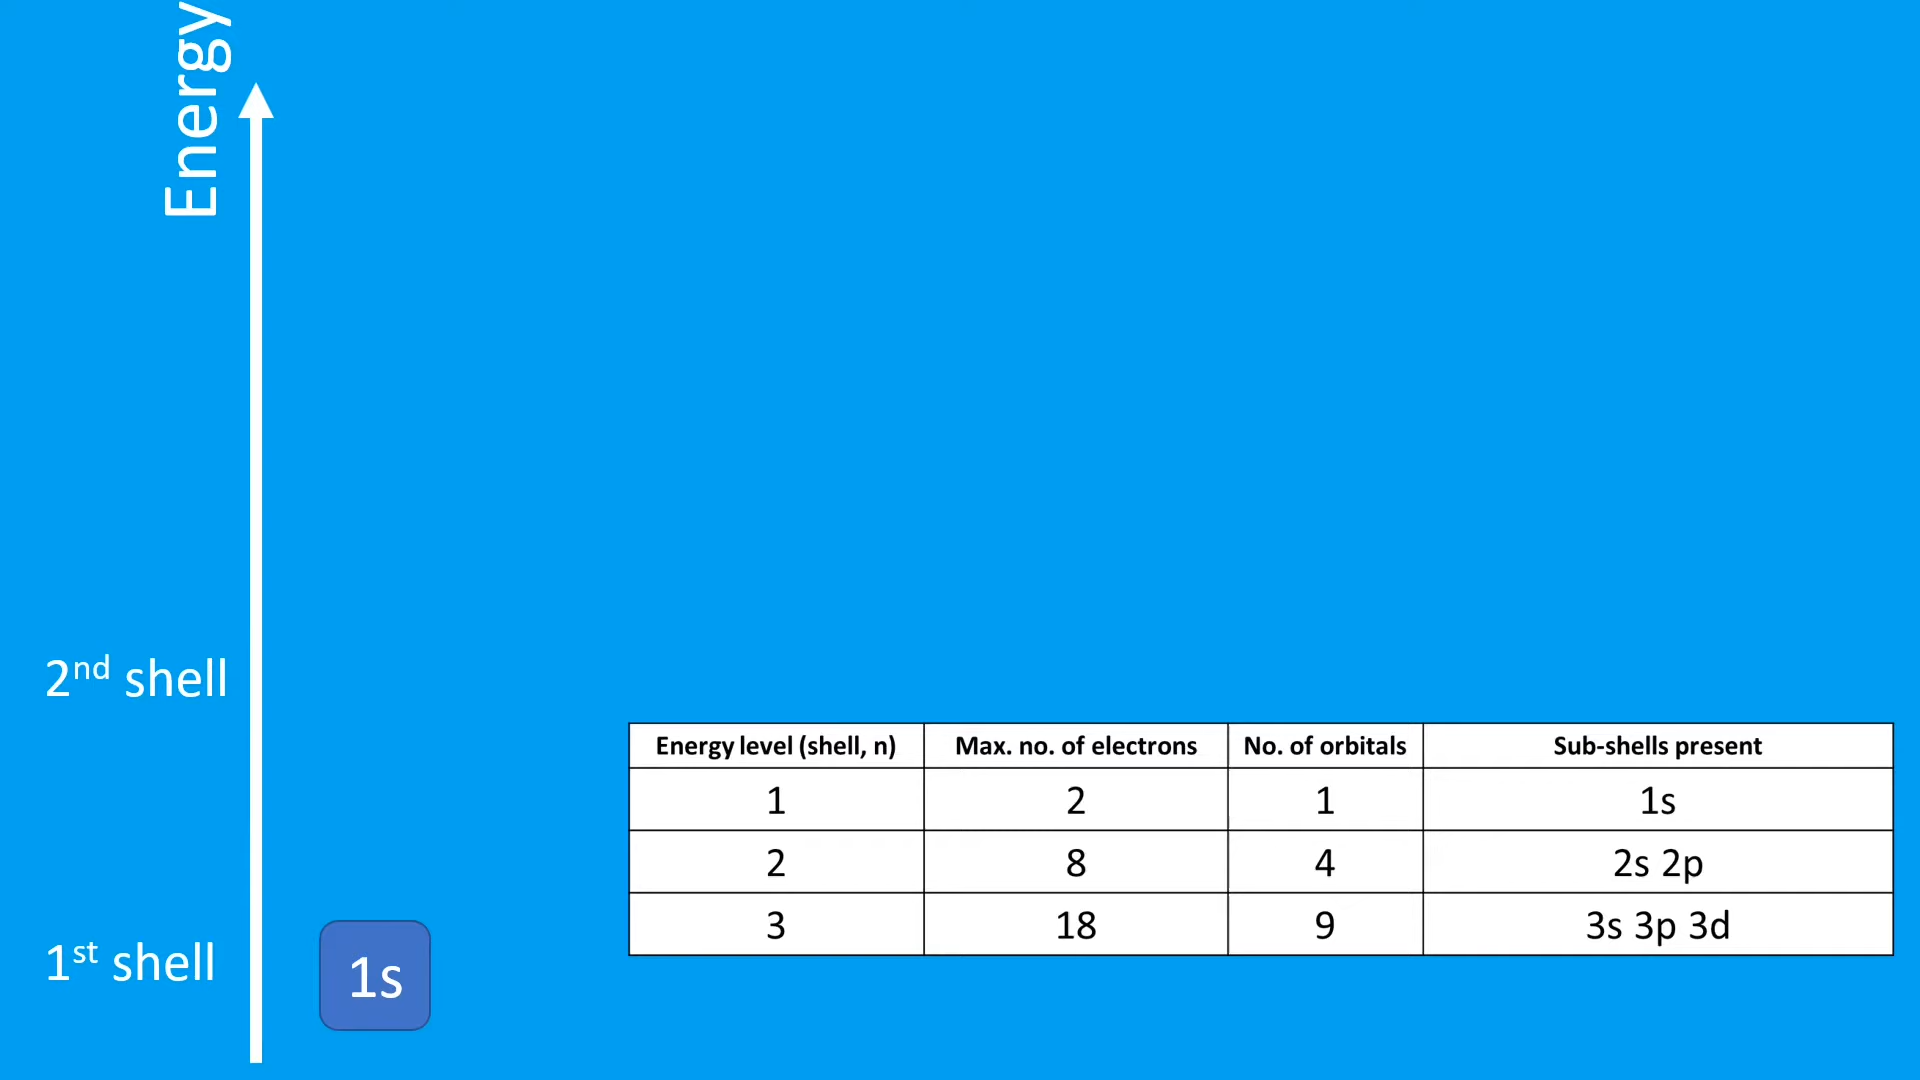 Energy
2nd shell
1st shell
1s
Energy level (shell, n) Max. no. of electrons No. of orbitals Sub-shells present
1 2 1 1s
2 8 4 2s 2p
3 18 9 3s 3p 3d